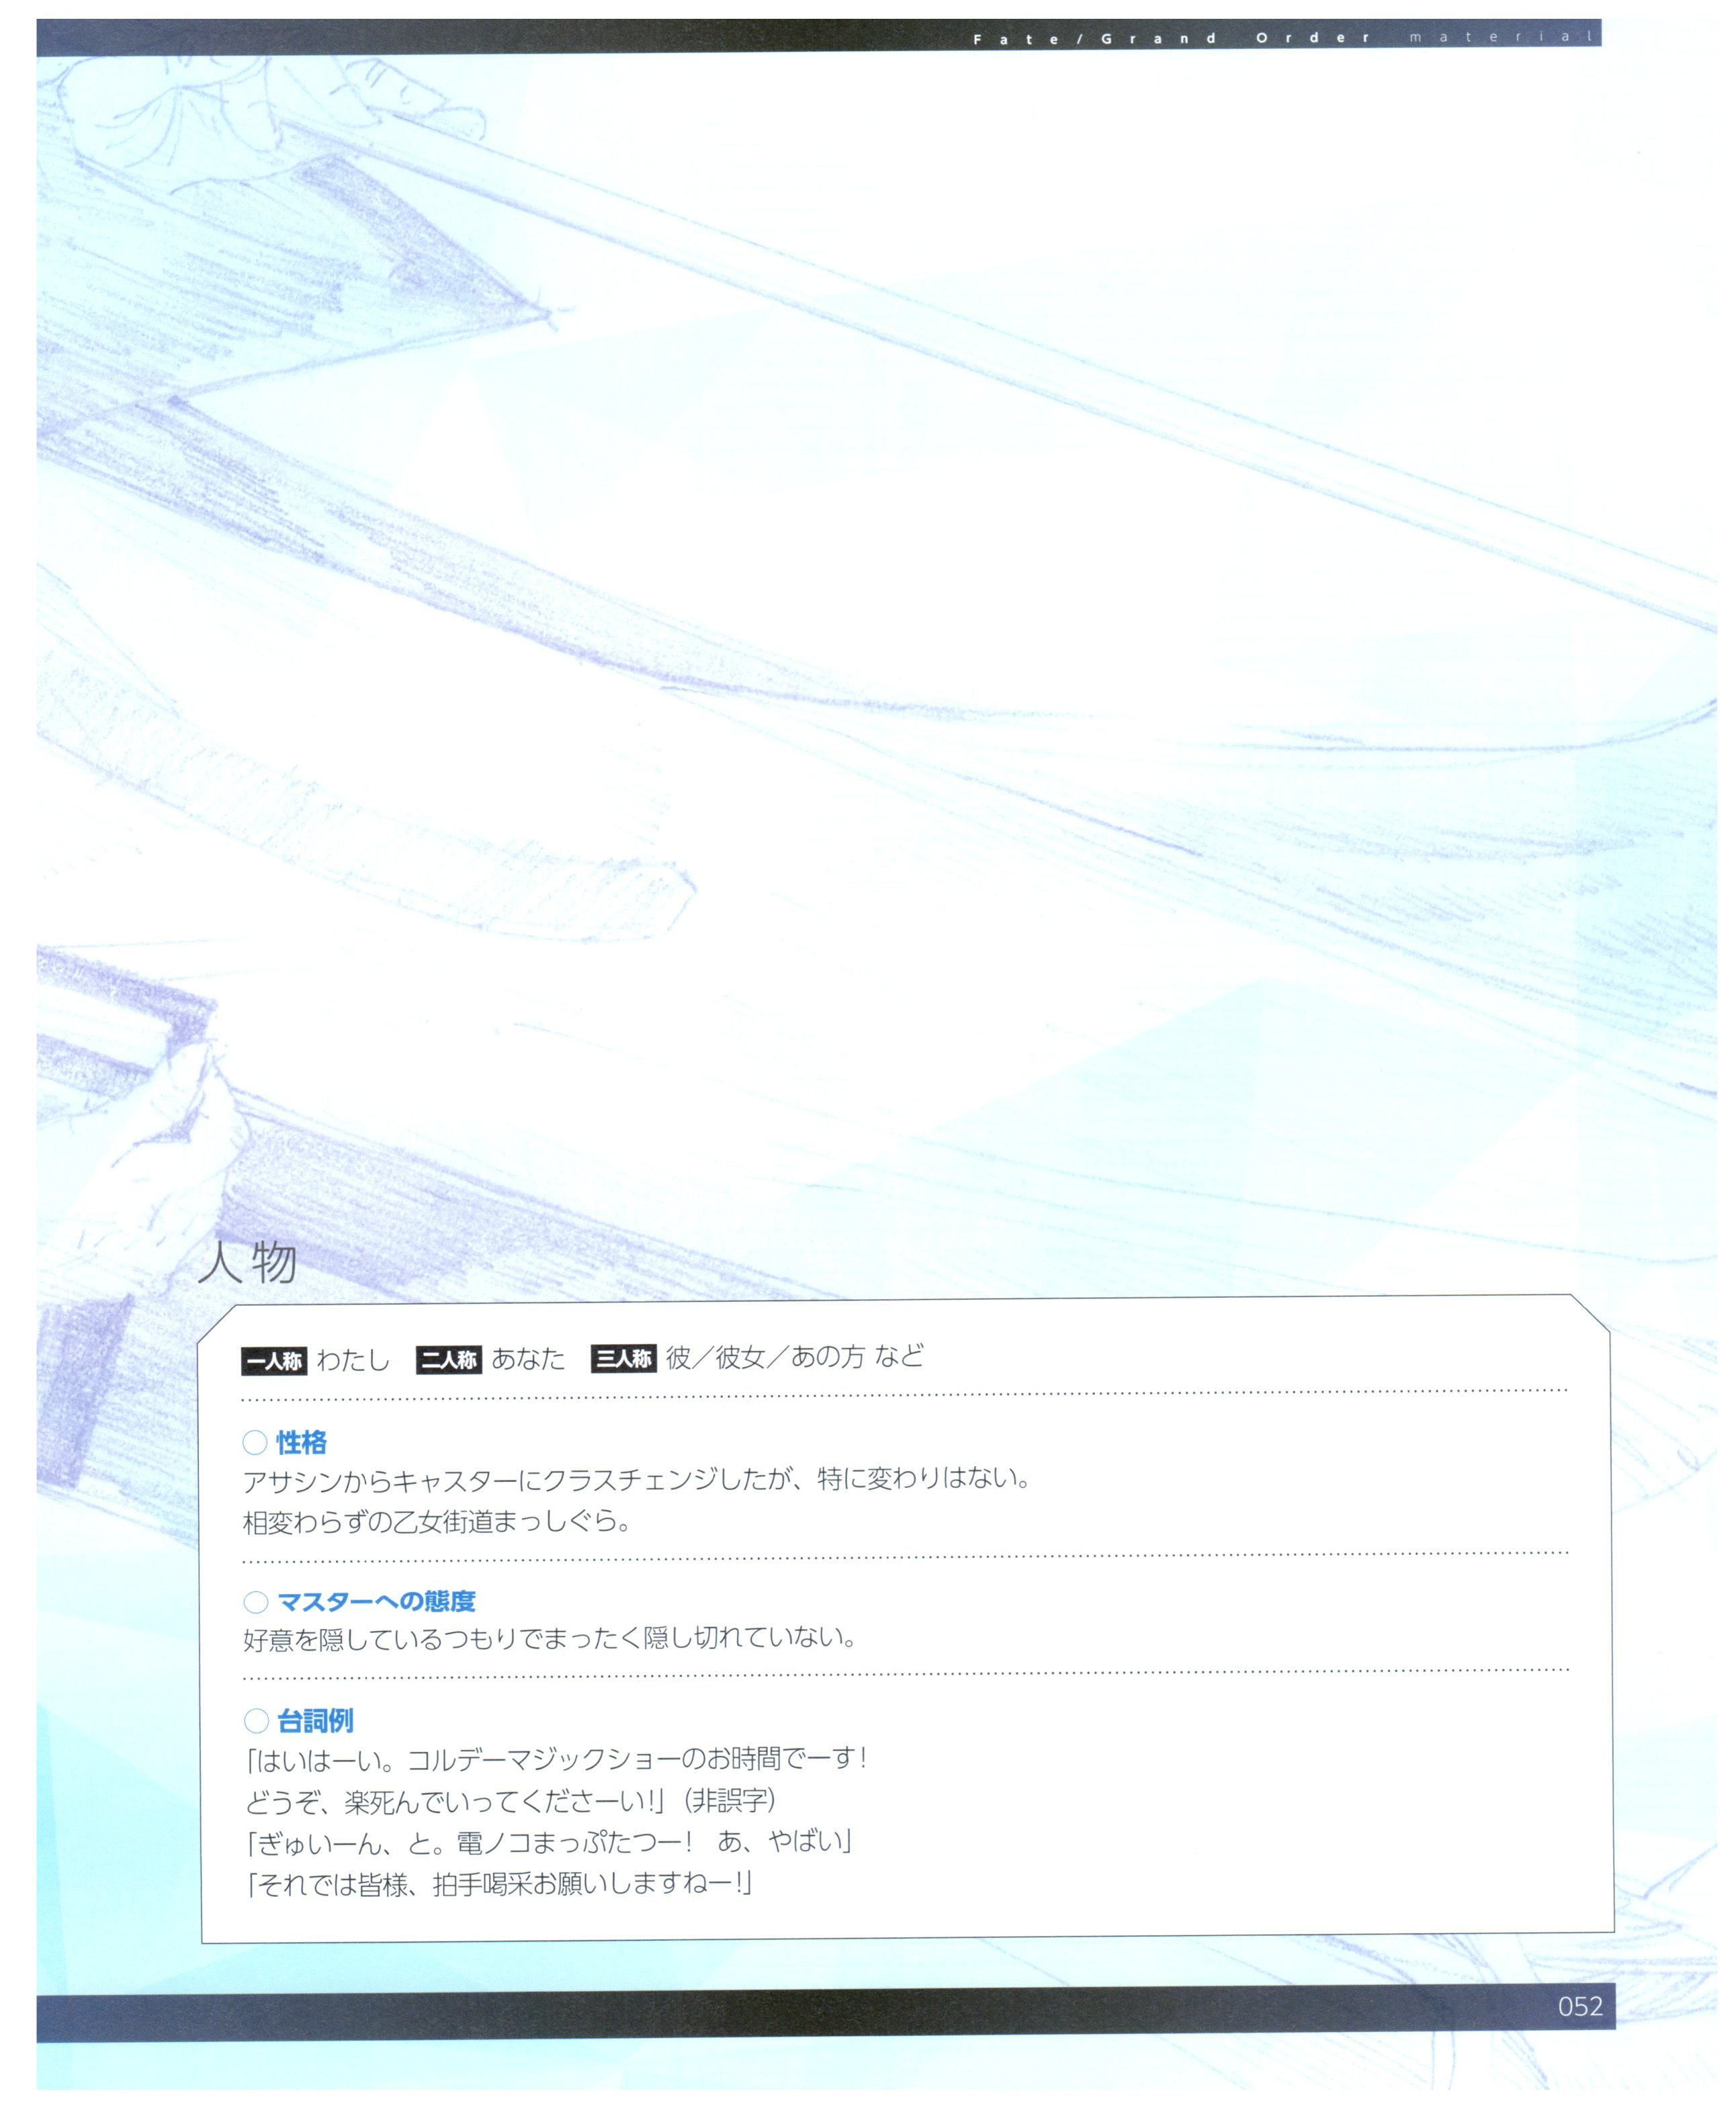 Fate/Grand Order material
人物
一人称 わたし 二人称 あなた 三人称 彼／彼女／あの方 など
○ 性格
アサシンからキャスターにクラスチェンジしたが、特に変わりはない。
相変わらずの乙女街道まっしぐら。
○ マスターへの態度
好意を隠しているつもりでまったく隠し切れていない。
○ 台詞例
「はいはーい。コルデーマジックショーのお時間でーす！
どうぞ、楽死んでいってくださーい！」（非誤字）
「ぎゅいーん、と。電ノコまっぷたつー！　あ、やばい」
「それでは皆様、拍手喝采お願いしますねー！」
052